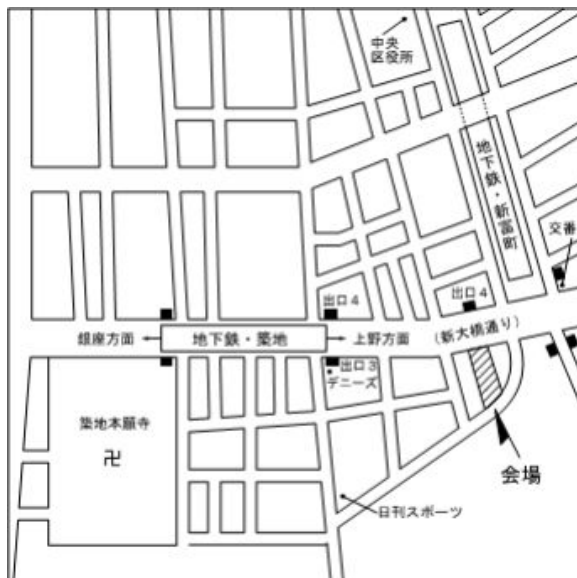 中央
区役所
地下鉄・新富町
交番
出口4
出口4
銀座方面
地下鉄・築地
上野方面
(新大橋通り)
出口3
デニーズ
築地本願寺
卍
会場
日刊スポーツ